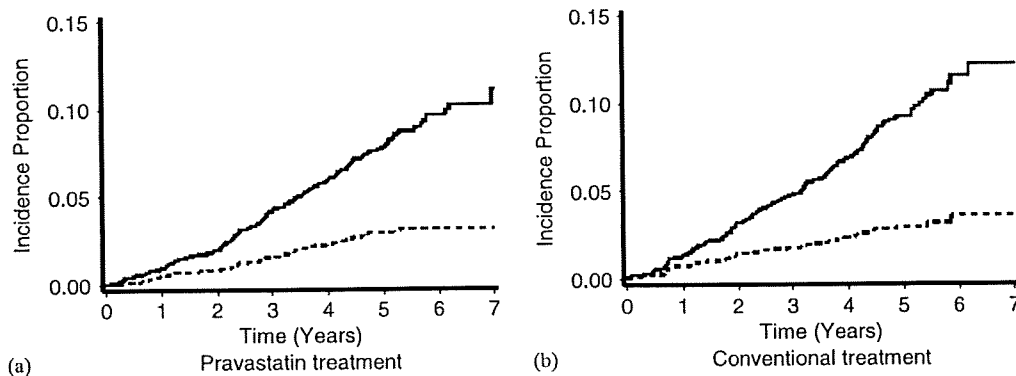 0.15
0.10
0.05
0.00
Incidence Proportion
0 1 2 3 4 5 6 7
Time (Years)
(a) Pravastatin treatment
0.15
0.10
0.05
0.00
Incidence Proportion
0 1 2 3 4 5 6 7
Time (Years)
(b) Conventional treatment